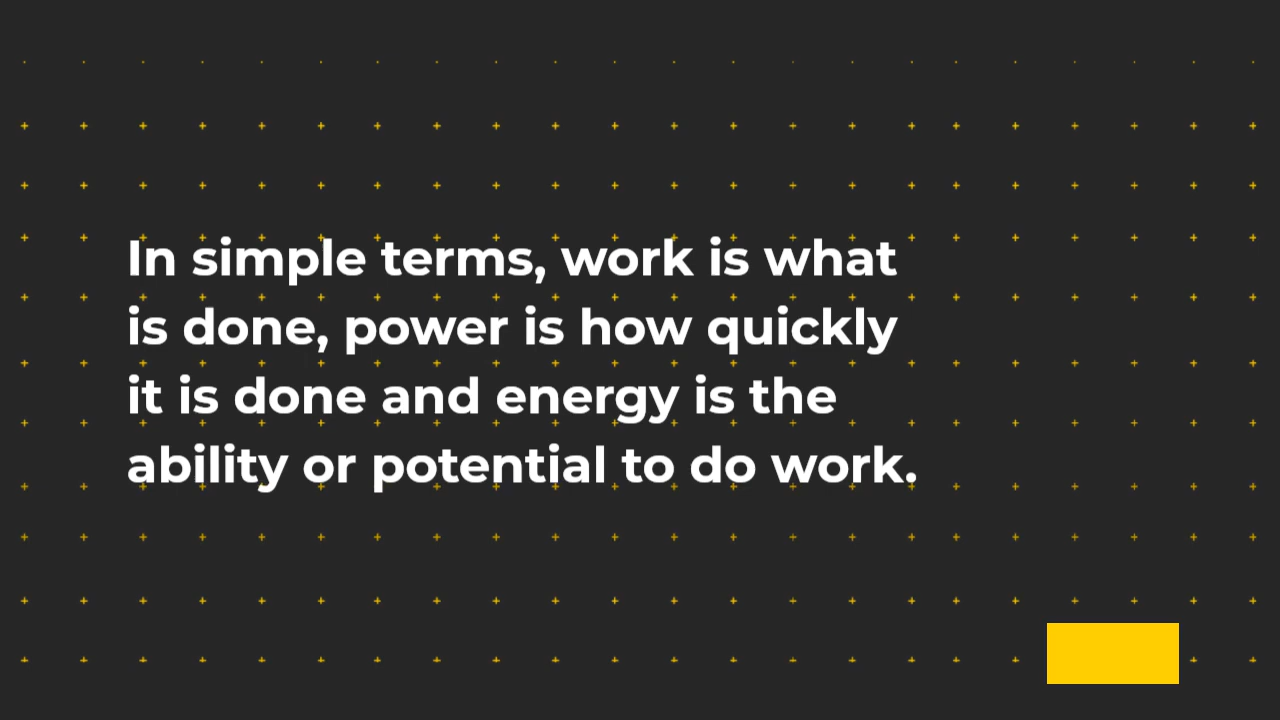 In simple terms, work is what
is done, power is how quickly
it is done and energy is the
ability or potential to do work.